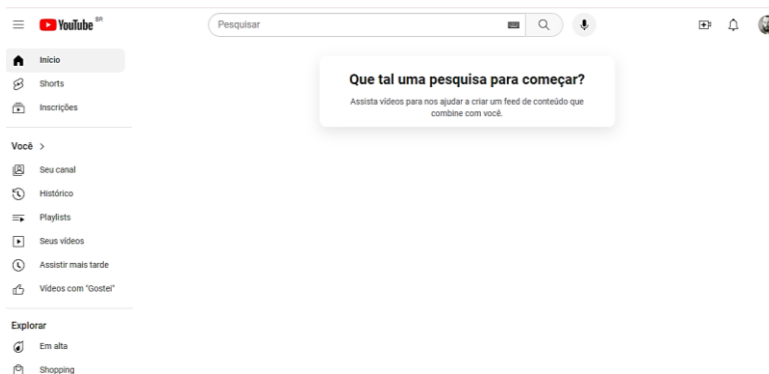 YouTube BR
Pesquisar
Início
Shorts
Inscrições
Você >
Seu canal
Histórico
Playlists
Seus vídeos
Assistir mais tarde
Vídeos com "Gostei"
Explorar
Em alta
Shopping
Que tal uma pesquisa para começar?
Assista vídeos para nos ajudar a criar um feed de conteúdo que
combine com você.